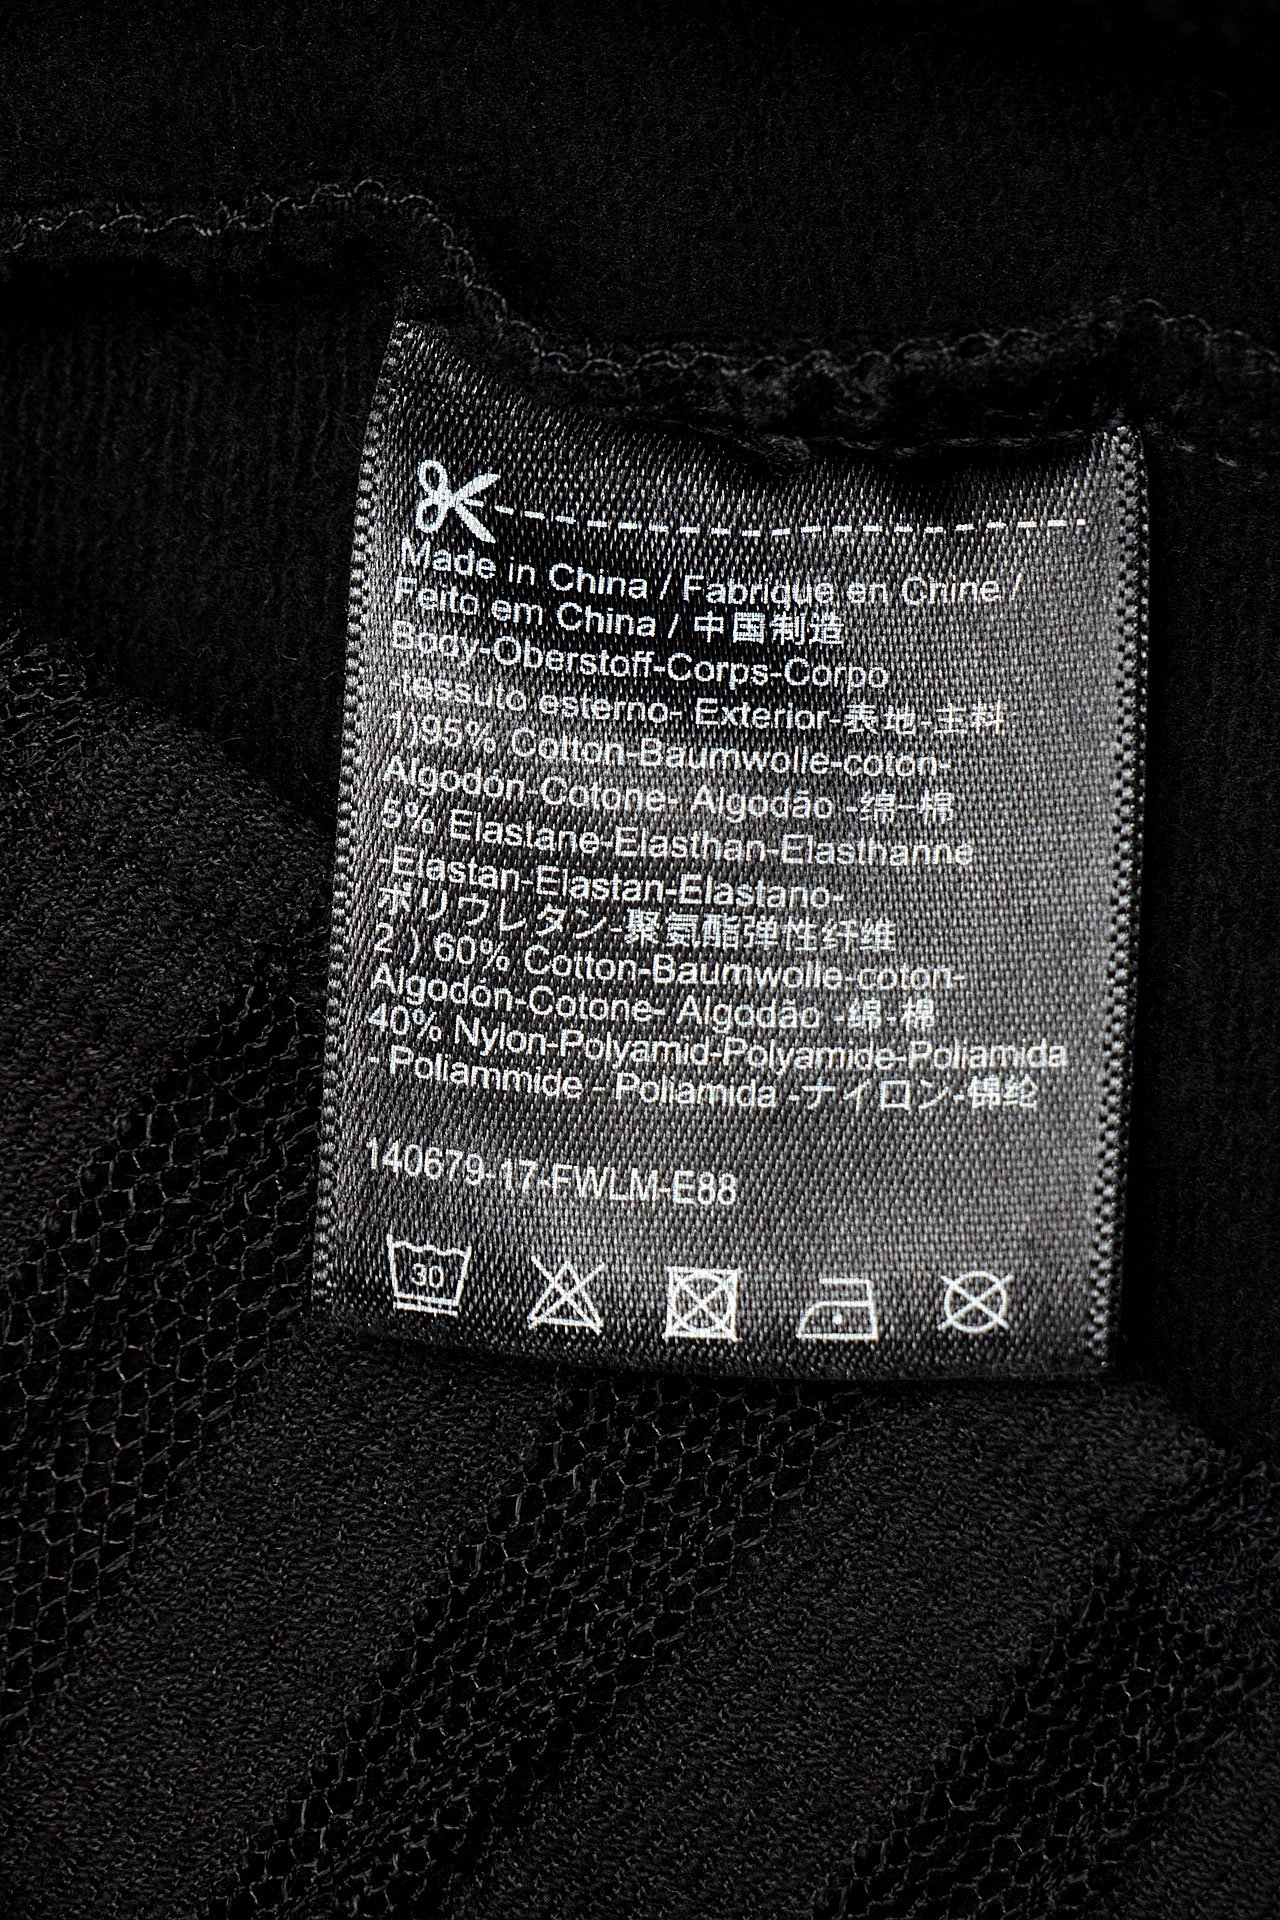 Made in China / Fabrique en Chine /
Feito em China / 中国制造
Body-Oberstoff-Corps-Corpo
tessuto esterno- Exterior-表地-主料
1)95% Cotton-Baumwolle-coton-
Algodón-Cotone- Algodão -绵-棉
5% Elastane-Elasthan-Elasthanne
-Elastan-Elastan-Elastano-
ポリウレタン-聚氨酯弹性纤维
2 ) 60% Cotton-Baumwolle-coton-
Algodón-Cotone- Algodão -绵-棉
40% Nylon-Polyamid-Polyamide-Poliamida
- Poliammide - Poliamida -ナイロン-锦纶
140679-17-FWLM-E88
30